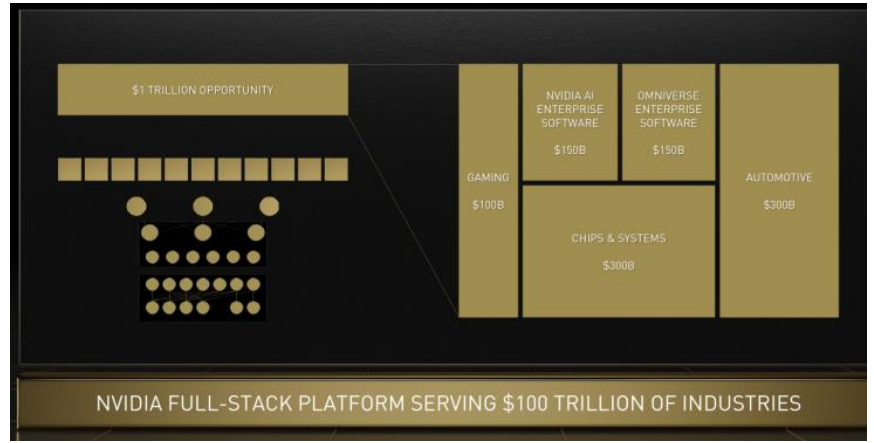 $1 TRILLION OPPORTUNITY
GAMING
$100B
NVIDIA AI
ENTERPRISE
SOFTWARE
$150B
OMNIVERSE
ENTERPRISE
SOFTWARE
$150B
CHIPS & SYSTEMS
$300B
AUTOMOTIVE
$300B
NVIDIA FULL-STACK PLATFORM SERVING $100 TRILLION OF INDUSTRIES